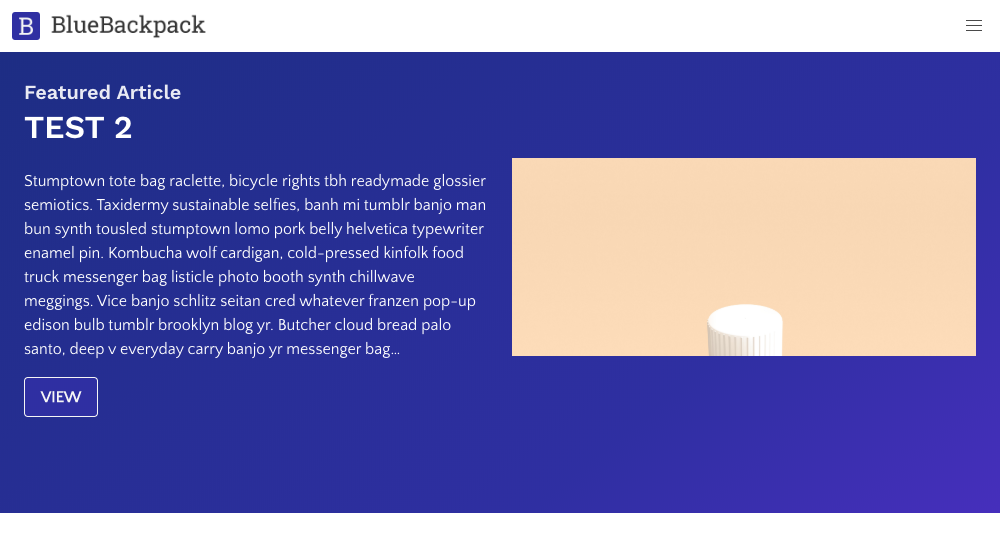 B BlueBackpack
Featured Article
TEST 2
Stumptown tote bag raclette, bicycle rights tbh readymade glossier
semiotics. Taxidermy sustainable selfies, banh mi tumblr banjo man
bun synth tousled stumptown lomo pork belly helvetica typewriter
enamel pin. Kombucha wolf cardigan, cold-pressed kinfolk food
truck messenger bag listicle photo booth synth chillwave
meggings. Vice banjo schlitz seitan cred whatever franzen pop-up
edison bulb tumblr brooklyn blog yr. Butcher cloud bread palo
santo, deep v everyday carry banjo yr messenger bag...
VIEW